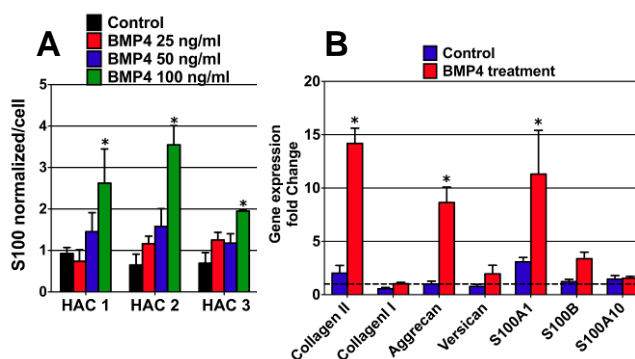 A
Control
BMP4 25 ng/ml
BMP4 50 ng/ml
BMP4 100 ng/ml
S100 normalized/cell
5
4
3
2
1
0
*
*
*
HAC 1
HAC 2
HAC 3
B
Control
BMP4 treatment
Gene expression
fold Change
20
15
10
5
0
*
*
*
Collagen II
CollagenI I
Aggrecan
Versican
S100A1
S100B
S100A10